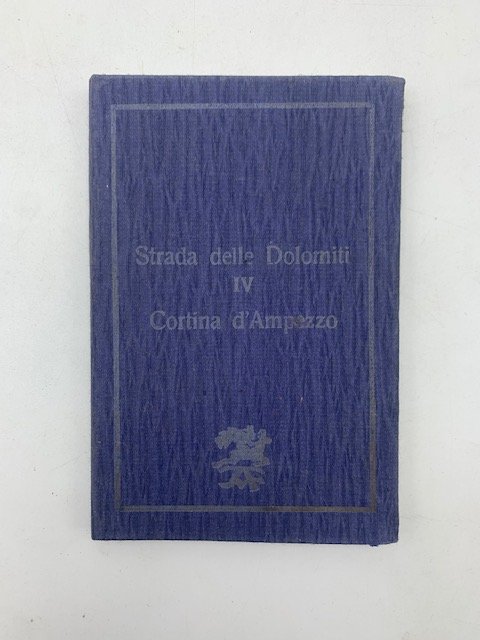 Strada delle Dolomiti
IV
Cortina d'Ampezzo